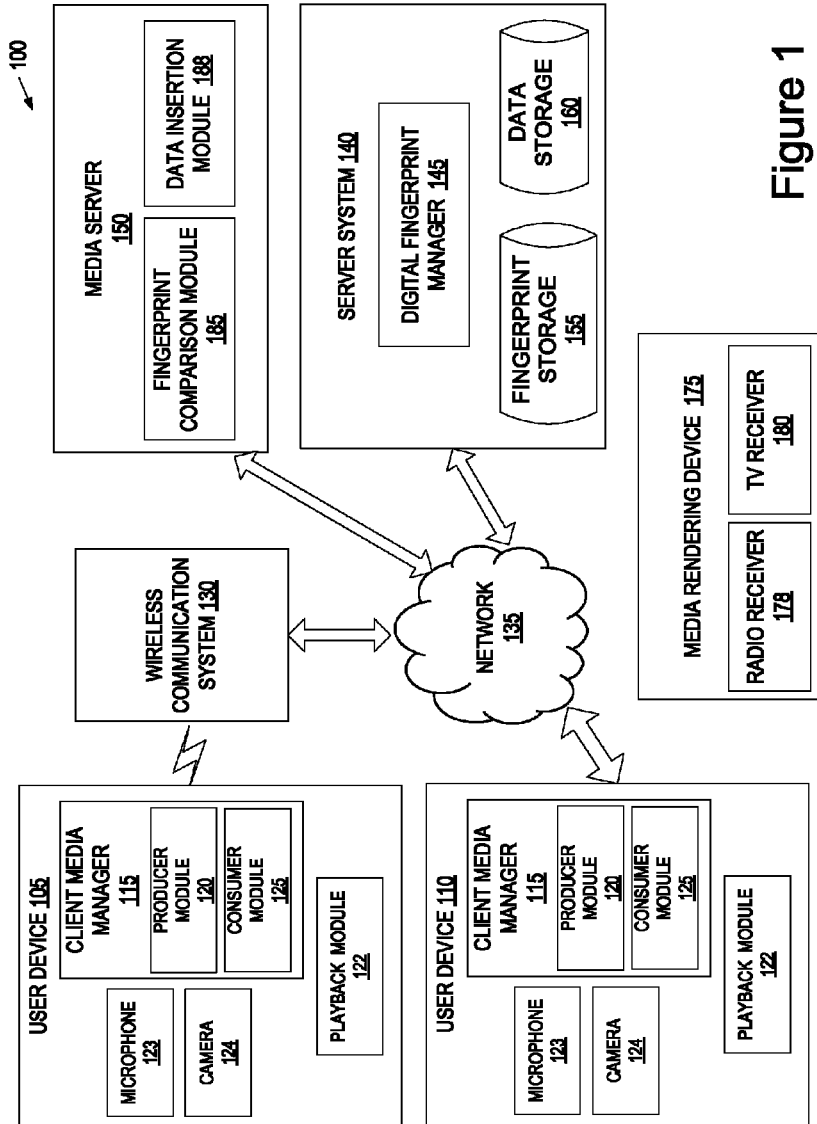 100
USER DEVICE 105
MICROPHONE
123
CAMERA
124
CLIENT MEDIA
MANAGER
115
PRODUCER
MODULE
120
CONSUMER
MODULE
125
PLAYBACK MODULE
122
WIRELESS
COMMUNICATION
SYSTEM 130
MEDIA SERVER
150
FINGERPRINT
COMPARISON MODULE
185
DATA INSERTION
MODULE 188
NETWORK
135
SERVER SYSTEM 140
DIGITAL FINGERPRINT
MANAGER 145
FINGERPRINT
STORAGE
155
DATA
STORAGE
160
USER DEVICE 110
MICROPHONE
123
CAMERA
124
CLIENT MEDIA
MANAGER
115
PRODUCER
MODULE
120
CONSUMER
MODULE
125
PLAYBACK MODULE
122
MEDIA RENDERING DEVICE 175
RADIO RECEIVER
178
TV RECEIVER
180
Figure 1